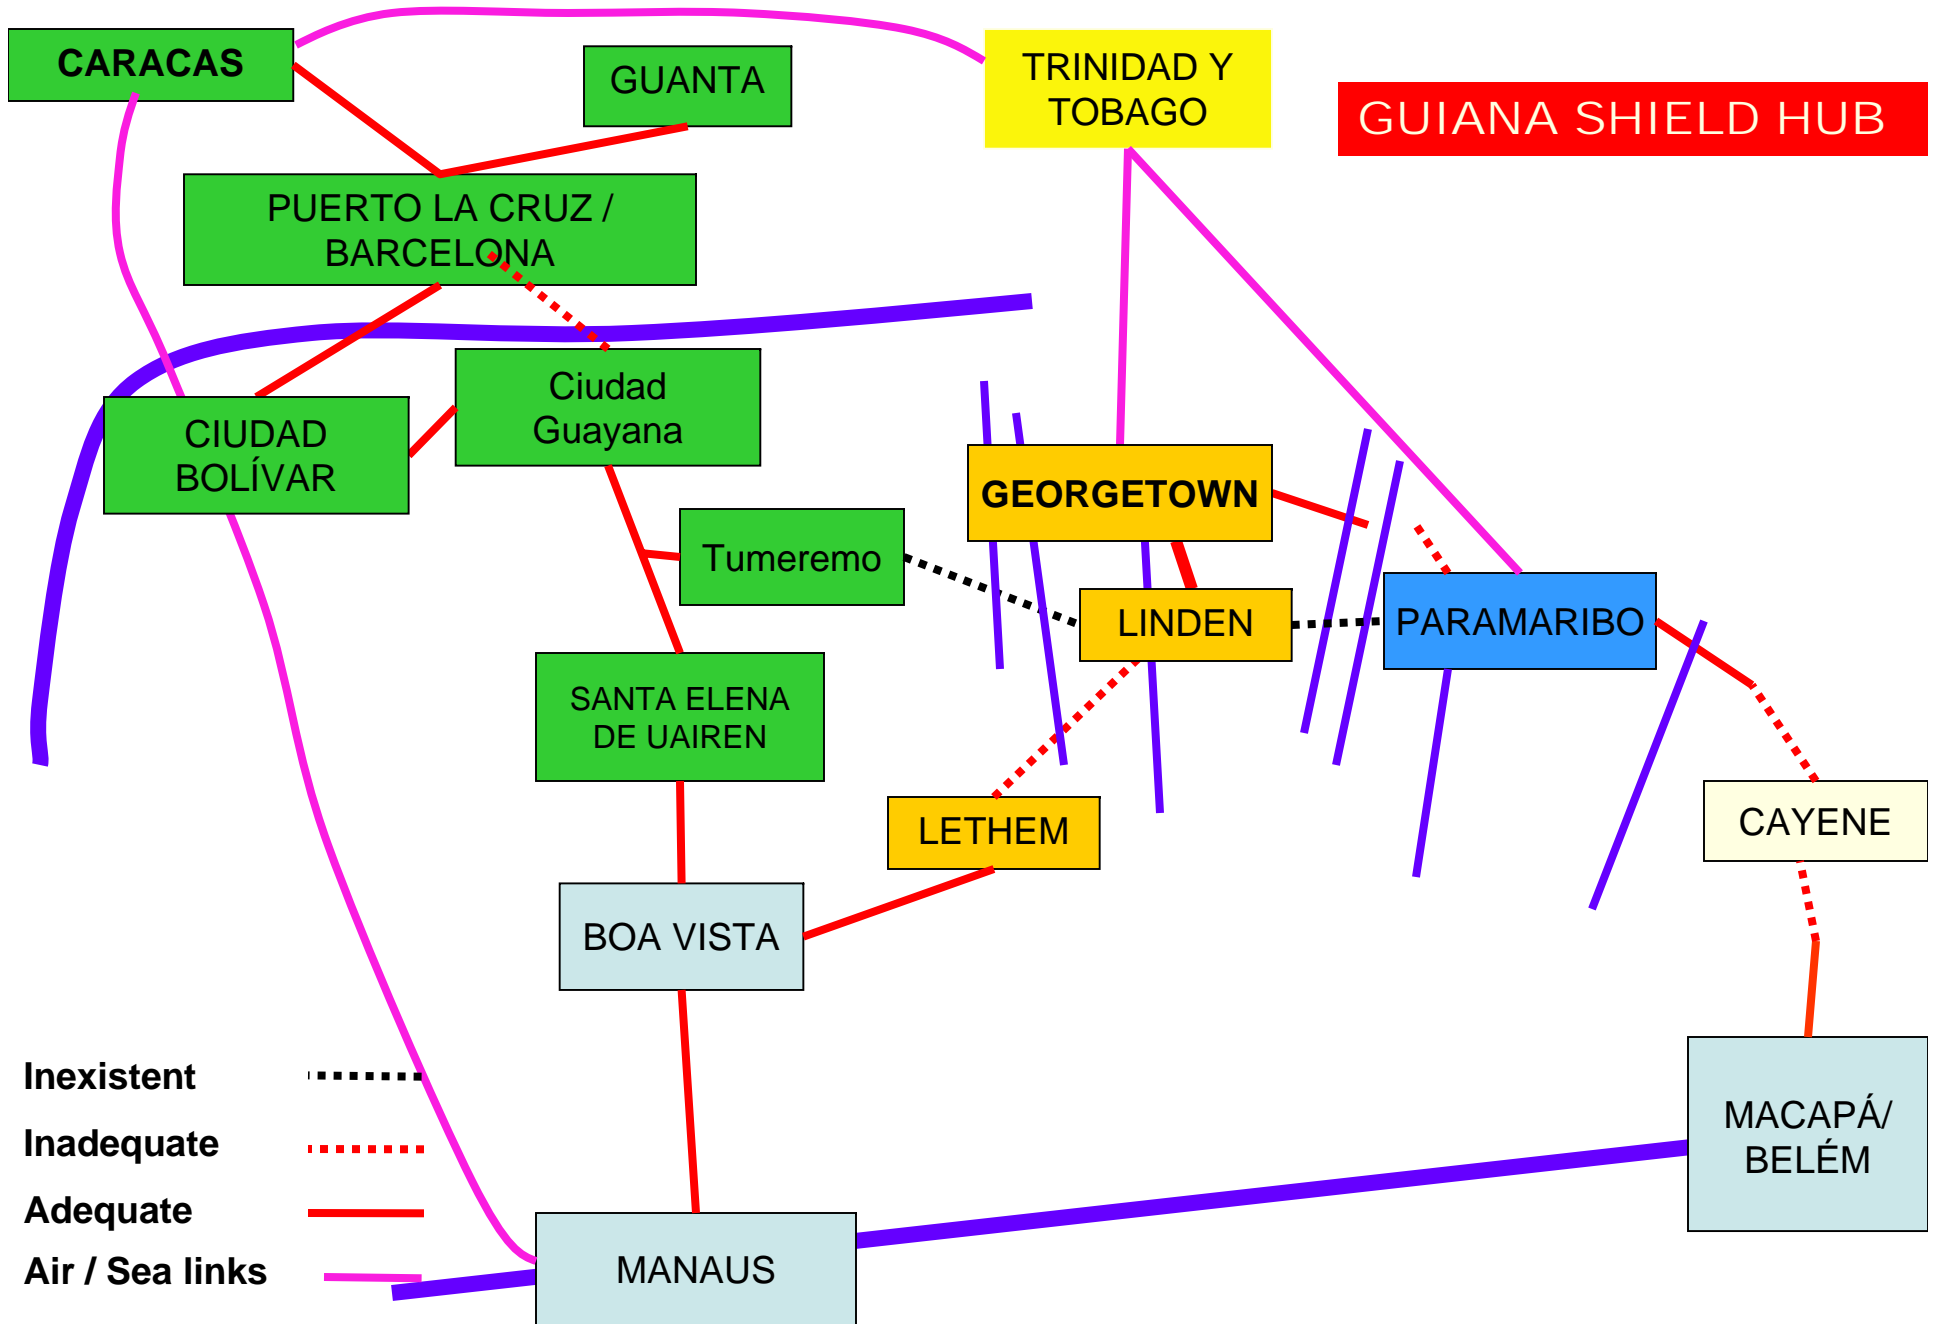 CARACAS
GUANTA
TRINIDAD Y
TOBAGO
GUIANA SHIELD HUB
PUERTO LA CRUZ /
BARCELONA
Ciudad
Guayana
CIUDAD
BOLÍVAR
GEORGETOWN
Tumeremo
LINDEN
PARAMARIBO
SANTA ELENA
DE UAIREN
LETHEM
CAYENE
BOA VISTA
Inexistent
Inadequate
Adequate
Air / Sea links
MACAPÁ/
BELÉM
MANAUS